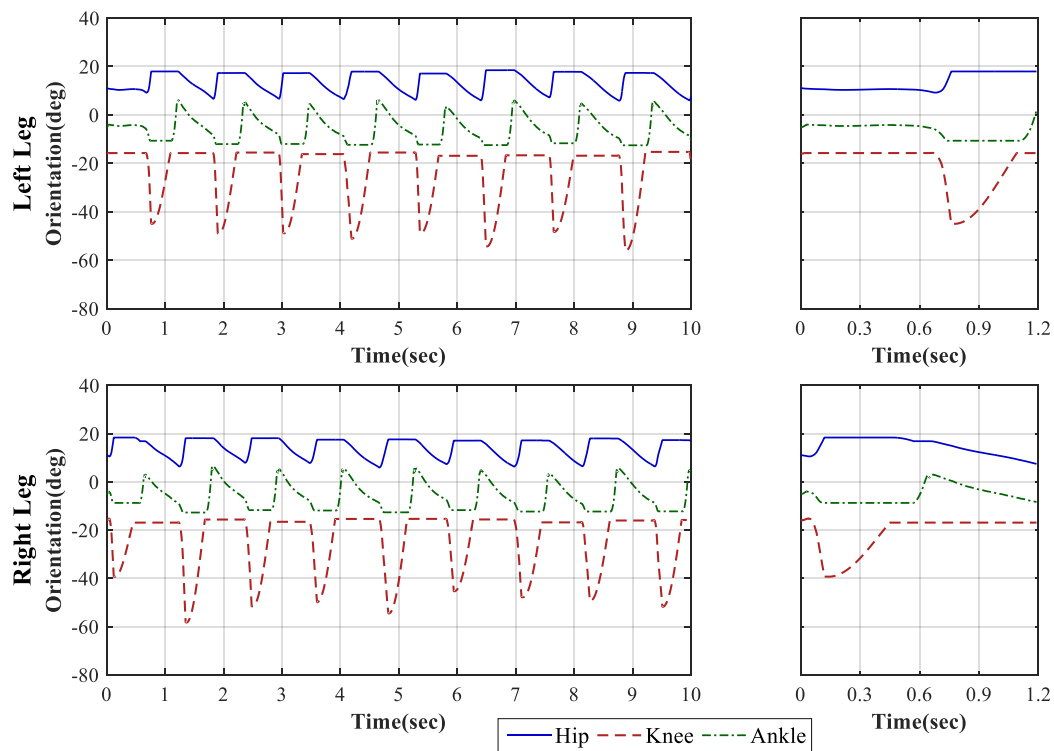 Left Leg
Orientation(deg)
40
20
0
-20
-40
-60
-80
0 1 2 3 4 5 6 7 8 9 10
Time(sec)
0 0.3 0.6 0.9 1.2
Time(sec)
Right Leg
Orientation(deg)
40
20
0
-20
-40
-60
-80
0 1 2 3 4 5 6 7 8 9 10
Time(sec)
0 0.3 0.6 0.9 1.2
Time(sec)
Hip Knee Ankle